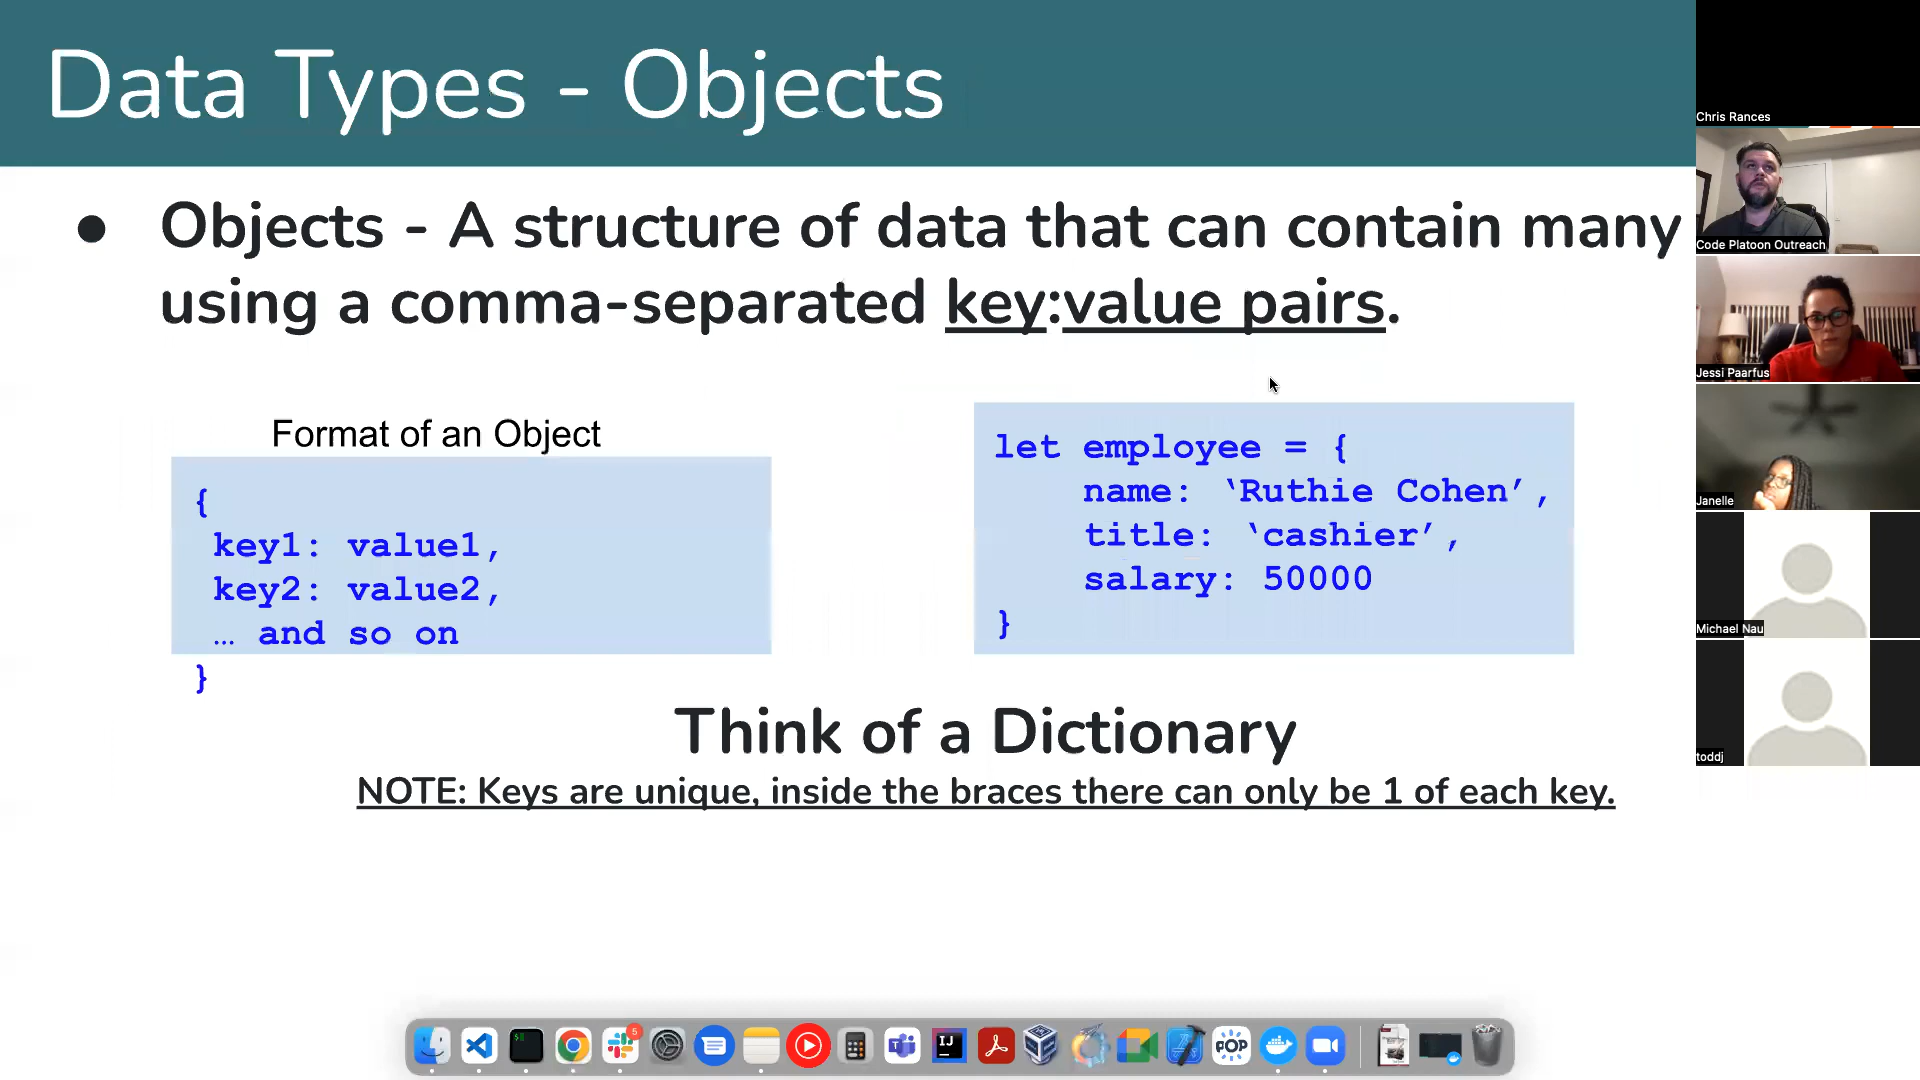 Data Types - Objects
● Objects - A structure of data that can contain many
using a comma-separated key:value pairs.
Format of an Object
{
key1: value1,
key2: value2,
… and so on
}
let employee = {
name: ‘Ruthie Cohen’,
title: ‘cashier’,
salary: 50000
}
Think of a Dictionary
NOTE: Keys are unique, inside the braces there can only be 1 of each key.
Chris Rances
Code Platoon Outreach
Jessi Paarfus
Janelle
Michael Nau
toddj
$
5
IJ
POP